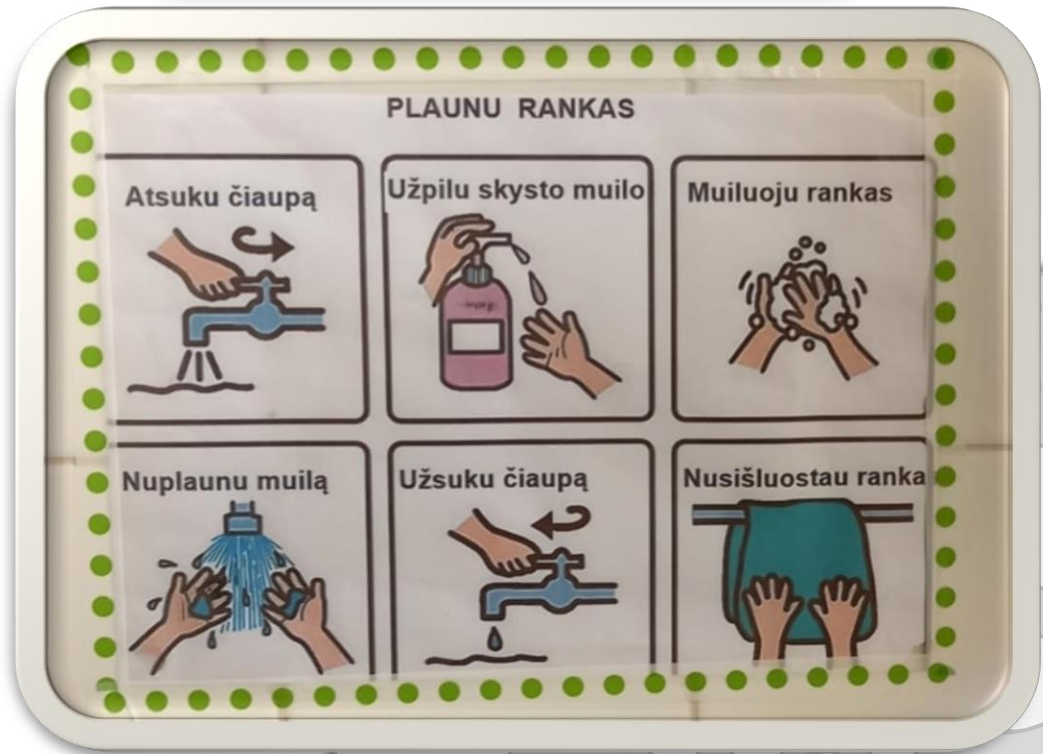 PLAUNU RANKAS
Atsuku čiaupą
Užpilu skysto muilo
Muiluoju rankas
Nuplaunu muilą
Užsuku čiaupą
Nusišluostau ranka